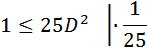 1 ≤ 25D² |· 1/25